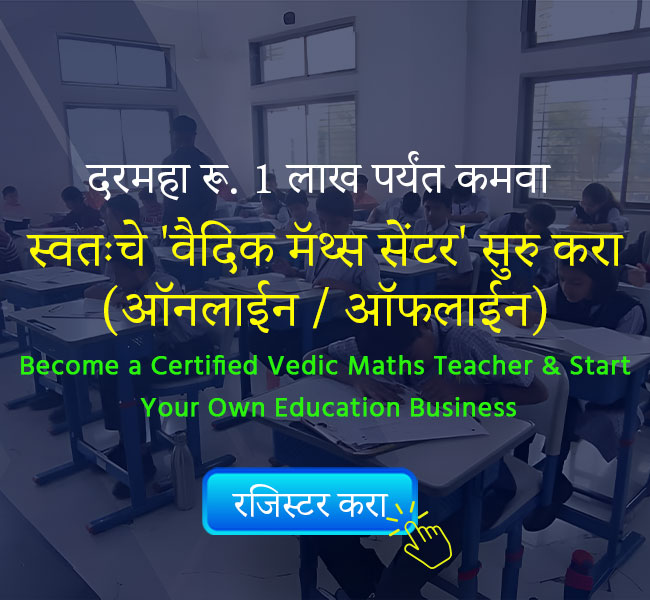 दरमहा रू. 1 लाख पर्यंत कमवा
स्वतःचे 'वैदिक मॅथ्स सेंटर' सुरु करा
(ऑनलाईन / ऑफलाईन)
Become a Certified Vedic Maths Teacher & Start
Your Own Education Business
रजिस्टर करा